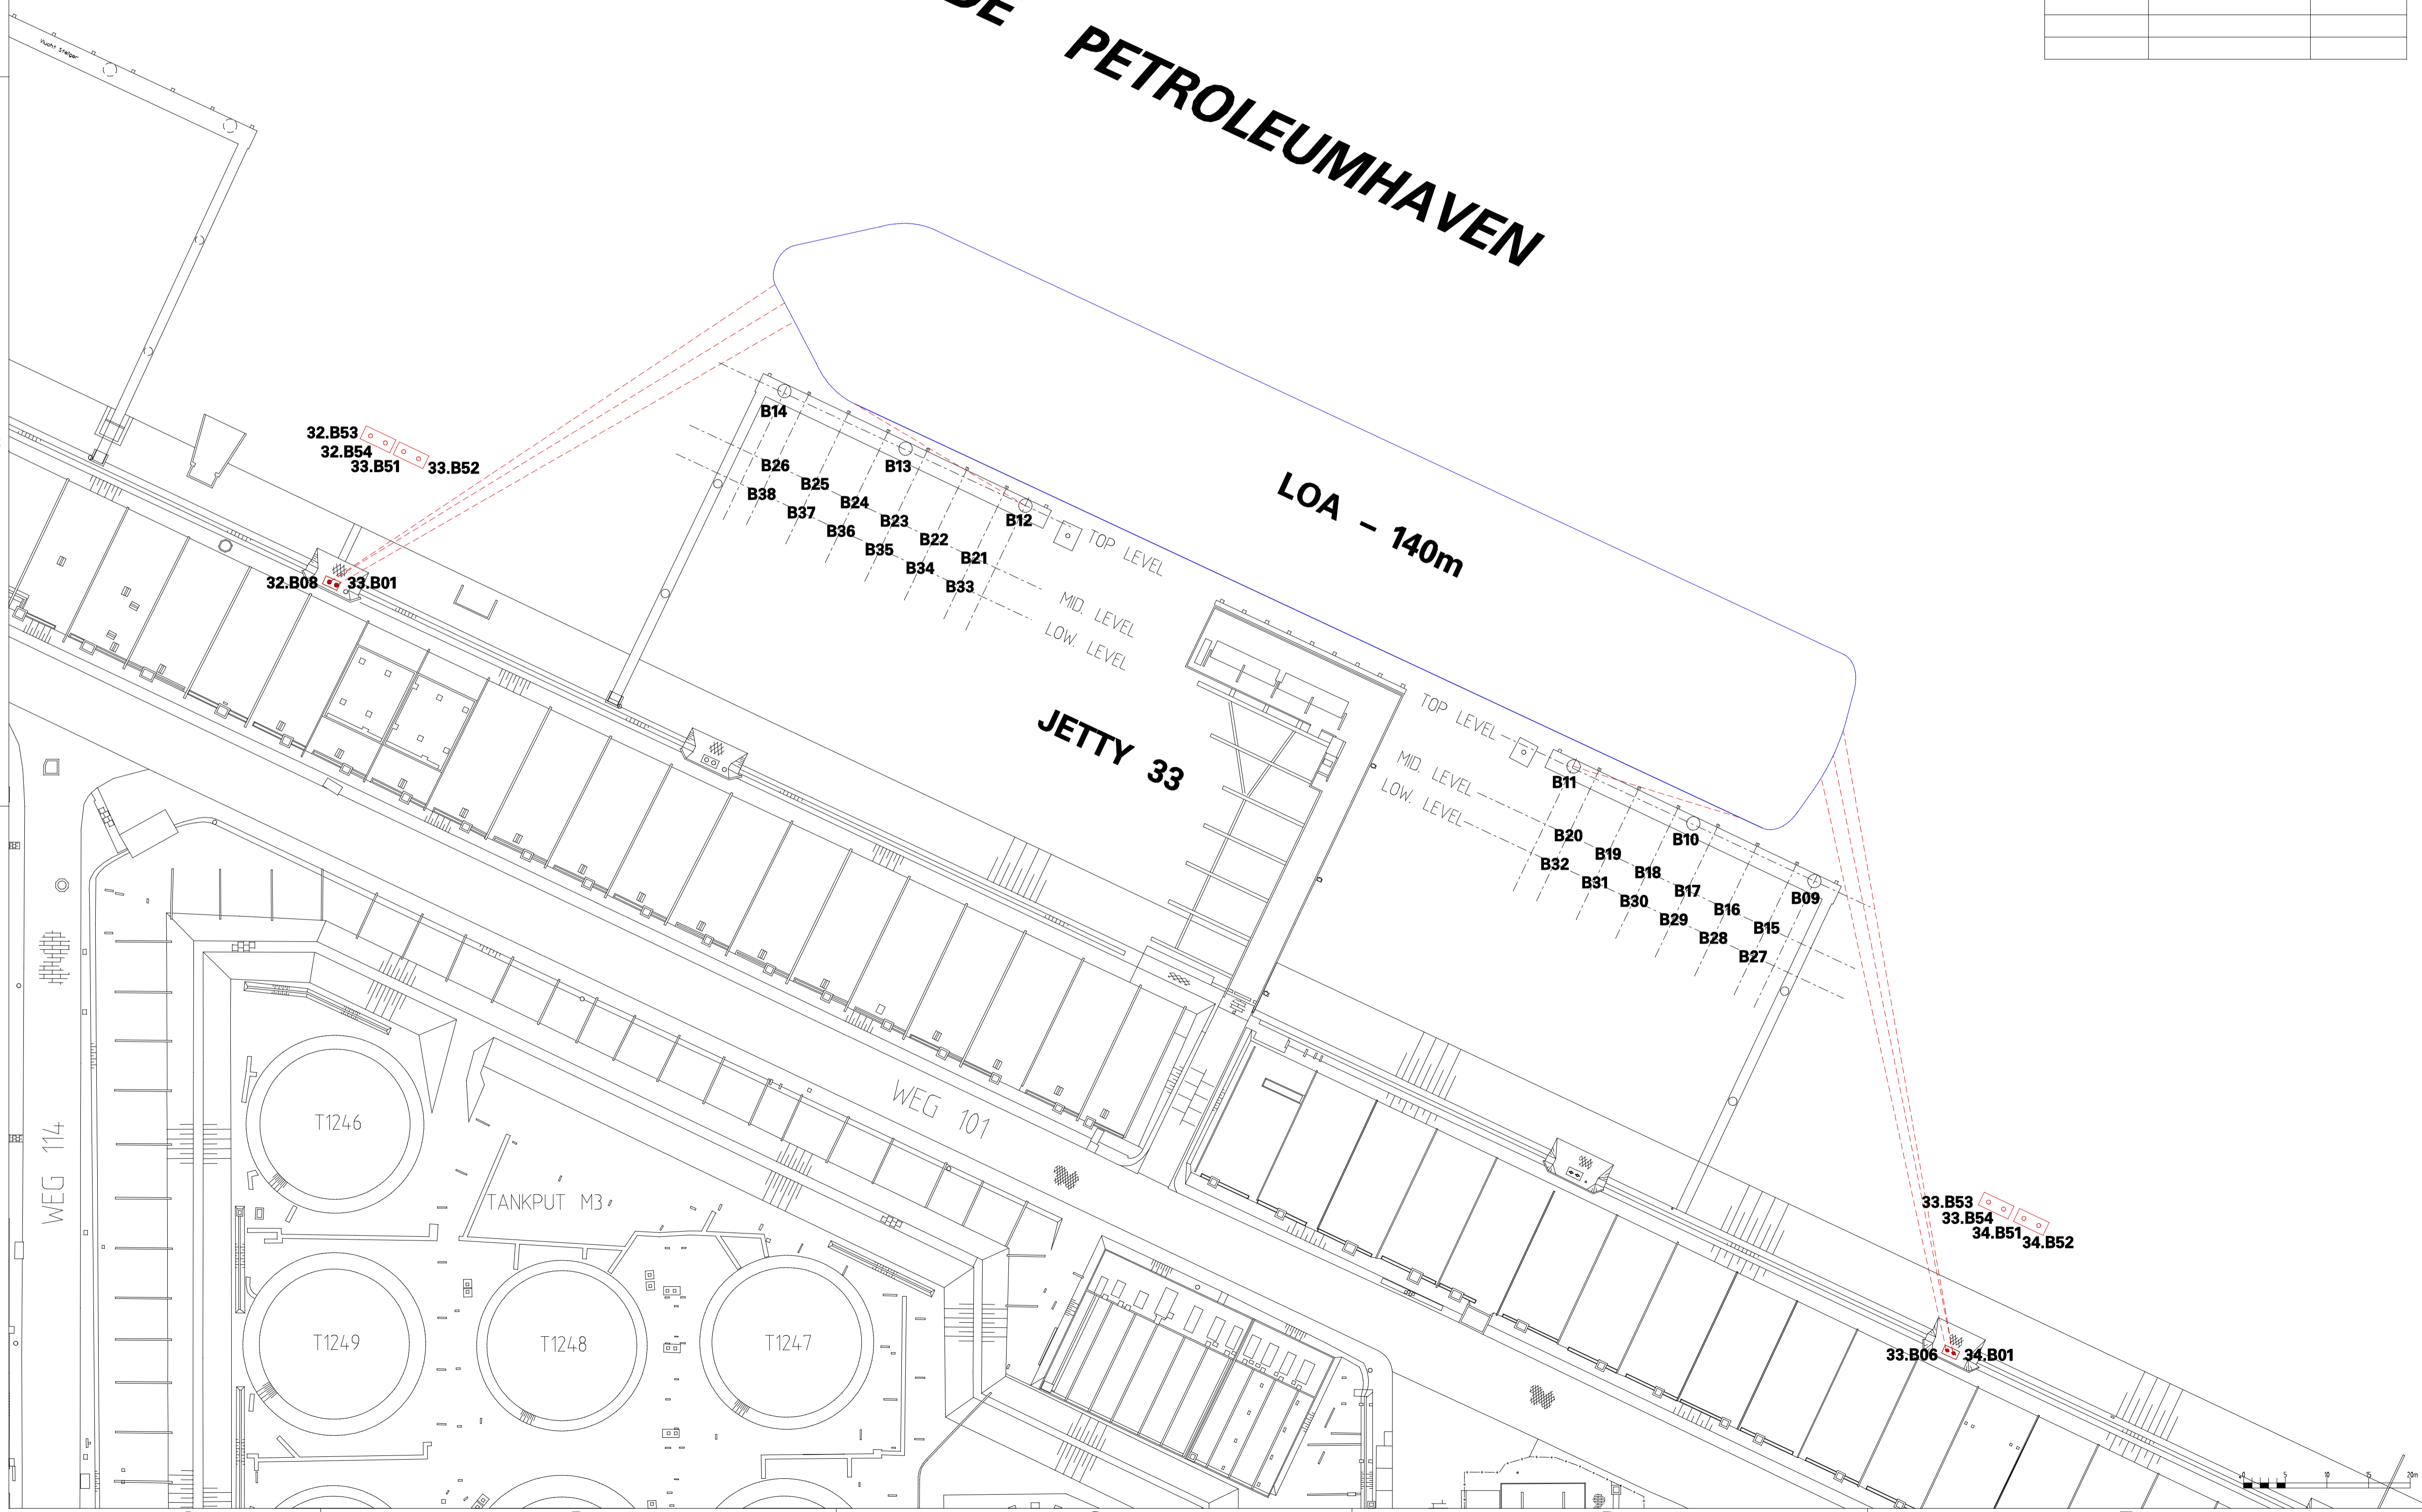 DE PETROLEUMHAVEN
Vlucht Steiger
LOA - 140m
JETTY 33
32.B53
32.B54
33.B51
33.B52
32.B08
33.B01
B14
B13
B12
TOP LEVEL
B26
B25
B24
B23
B22
B21
MID. LEVEL
B38
B37
B36
B35
B34
B33
LOW. LEVEL
TOP LEVEL
B11
B10
B09
MID. LEVEL
B20
B19
B18
B17
B16
B15
LOW. LEVEL
B32
B31
B30
B29
B28
B27
33.B53
33.B54
34.B51
34.B52
33.B06
34.B01
WEG 101
WEG 114
T1246
TANKPUT M3
T1249
T1248
T1247
0 5 10 15 20m